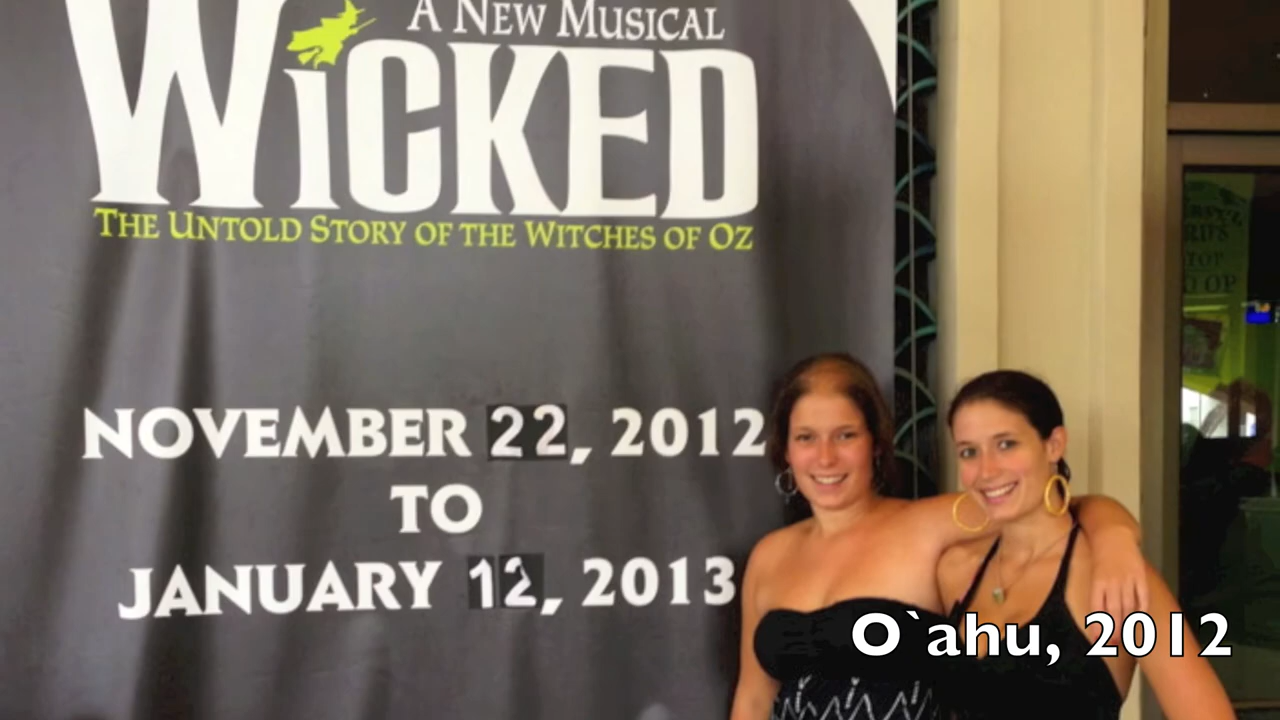 A NEW MUSICAL
WICKED
THE UNTOLD STORY OF THE WITCHES OF OZ
NOVEMBER 22, 2012
TO
JANUARY 12, 2013
O`ahu, 2012